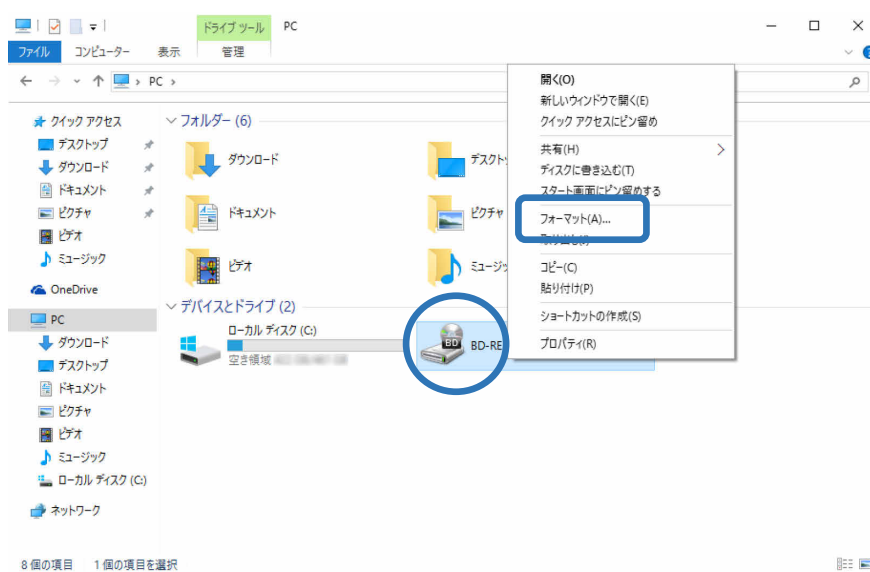 ドライブ ツール
PC
ファイル
コンピューター
表示
管理
PC
開く(O)
新しいウィンドウで開く(E)
クイック アクセスにピン留め
共有(H)
ディスクに書き込む(T)
スタート画面にピン留めする
フォーマット(A)...
コピー(C)
貼り付け(P)
ショートカットの作成(S)
プロパティ(R)
クイック アクセス
デスクトップ
ダウンロード
ドキュメント
ピクチャ
ビデオ
ミュージック
OneDrive
PC
ダウンロード
デスクトップ
ドキュメント
ピクチャ
ビデオ
ミュージック
ローカル ディスク (C:)
ネットワーク
フォルダー (6)
ダウンロード
デスクト
ドキュメント
ピクチャ
ビデオ
ミュージッ
デバイスとドライブ (2)
ローカル ディスク (C:)
空き領域
BD
BD-RE
8 個の項目
1 個の項目を選択